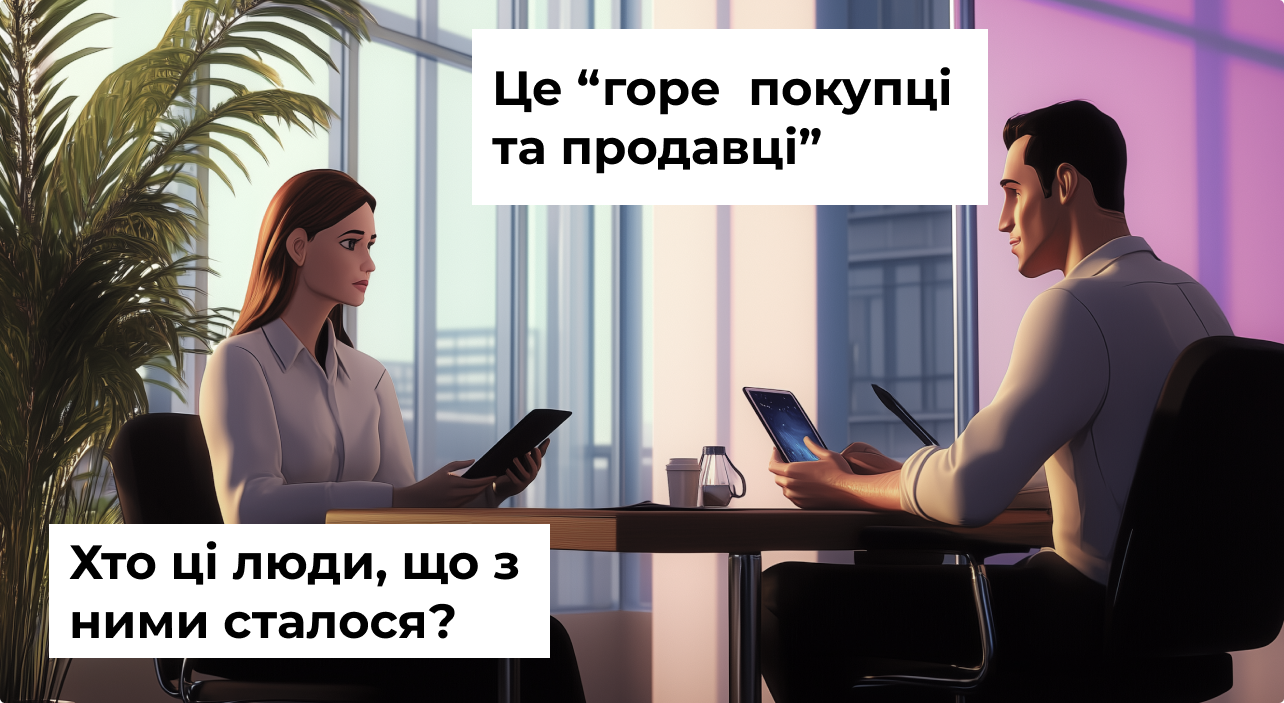 Це “горе покупці
та продавці”
Хто ці люди, що з
ними сталося?